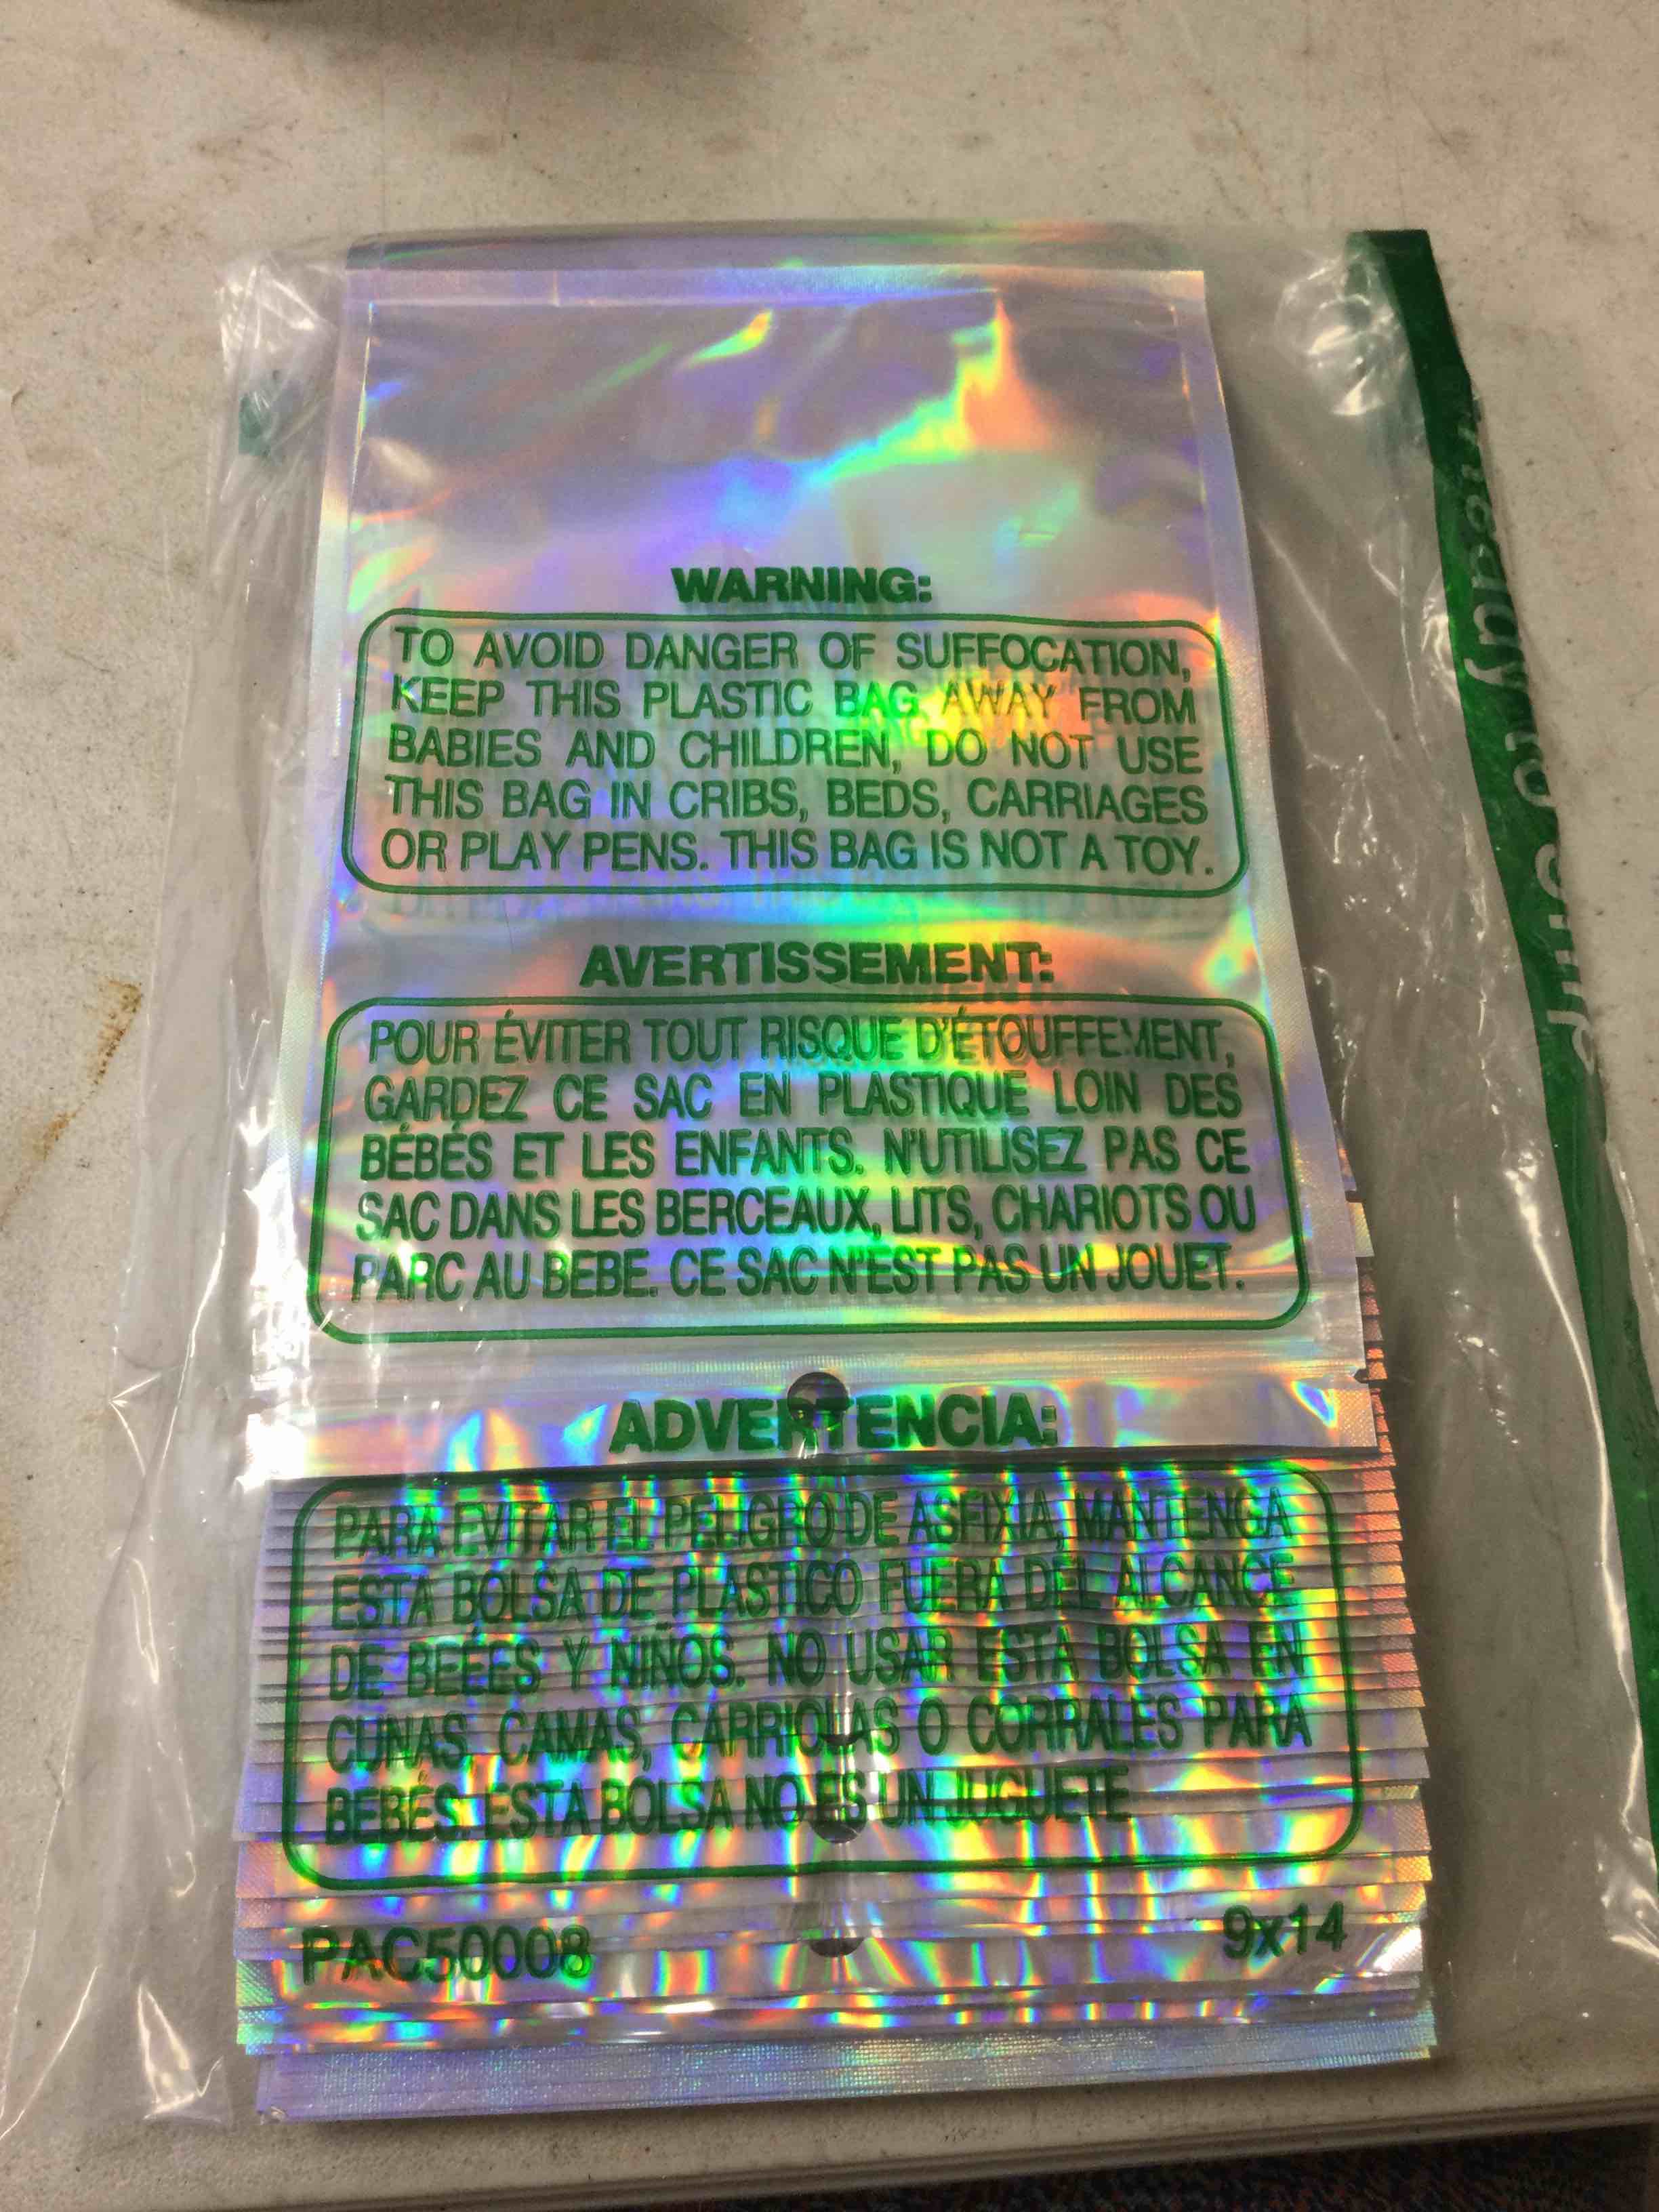 WARNING:
TO AVOID DANGER OF SUFFOCATION,
KEEP THIS PLASTIC BAG AWAY FROM
BABIES AND CHILDREN, DO NOT USE
THIS BAG IN CRIBS, BEDS, CARRIAGES
OR PLAY PENS. THIS BAG IS NOT A TOY.
AVERTISSEMENT:
POUR ÉVITER TOUT RISQUE D'ÉTOUFFEMENT,
GARDEZ CE SAC EN PLASTIQUE LOIN DES
BÉBÉS ET LES ENFANTS. N'UTILISEZ PAS CE
SAC DANS LES BERCEAUX, LITS, CHARIOTS OU
PARC AU BEBE. CE SAC N'EST PAS UN JOUET.
ADVERTENCIA:
PARA EVITAR EL PELIGRO DE ASFIXIA, MANTENGA
ESTA BOLSA DE PLASTICO FUERA DEL ALCANCE
DE BEBES Y NIÑOS. NO USAR ESTA BOLSA EN
CUNAS, CAMAS, CARRIOLAS O CORRALES PARA
BEBÉS. ESTA BOLSA NO ES UN JUGUETE
PAC50008 9x14
ready to ship